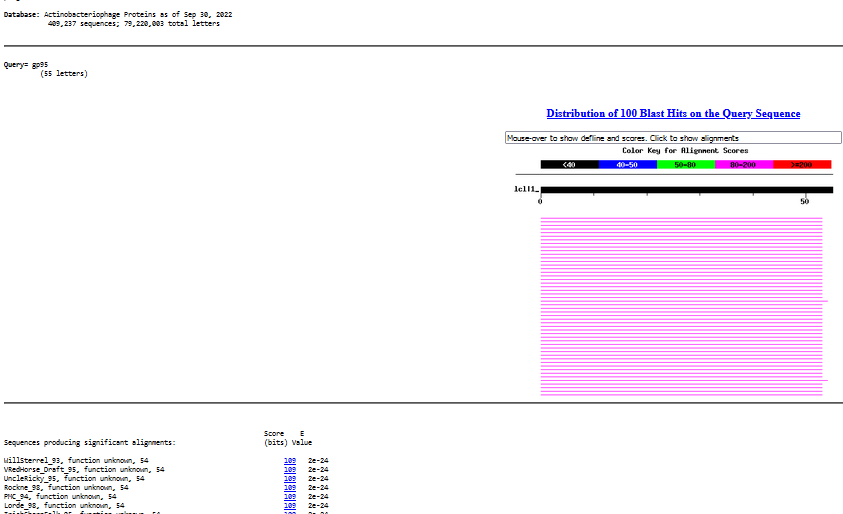 Database: Actinobacteriophage Proteins as of Sep 30, 2022
409,237 sequences; 79,220,003 total letters
Query= gp95
(55 letters)
Distribution of 100 Blast Hits on the Query Sequence
Mouse-over to show defline and scores. Click to show alignments
Color Key for Alignment Scores
<40 40-50 50-80 80-200 >=200
lcl|1_
0 50
Score E
Sequences producing significant alignments: (bits) Value
WillSterrel_93, function unknown, 54 109 2e-24
VRedHorse_Draft_95, function unknown, 54 109 2e-24
UncleRicky_95, function unknown, 54 109 2e-24
Rockne_98, function unknown, 54 109 2e-24
PMC_94, function unknown, 54 109 2e-24
Lorde_98, function unknown, 54 109 2e-24